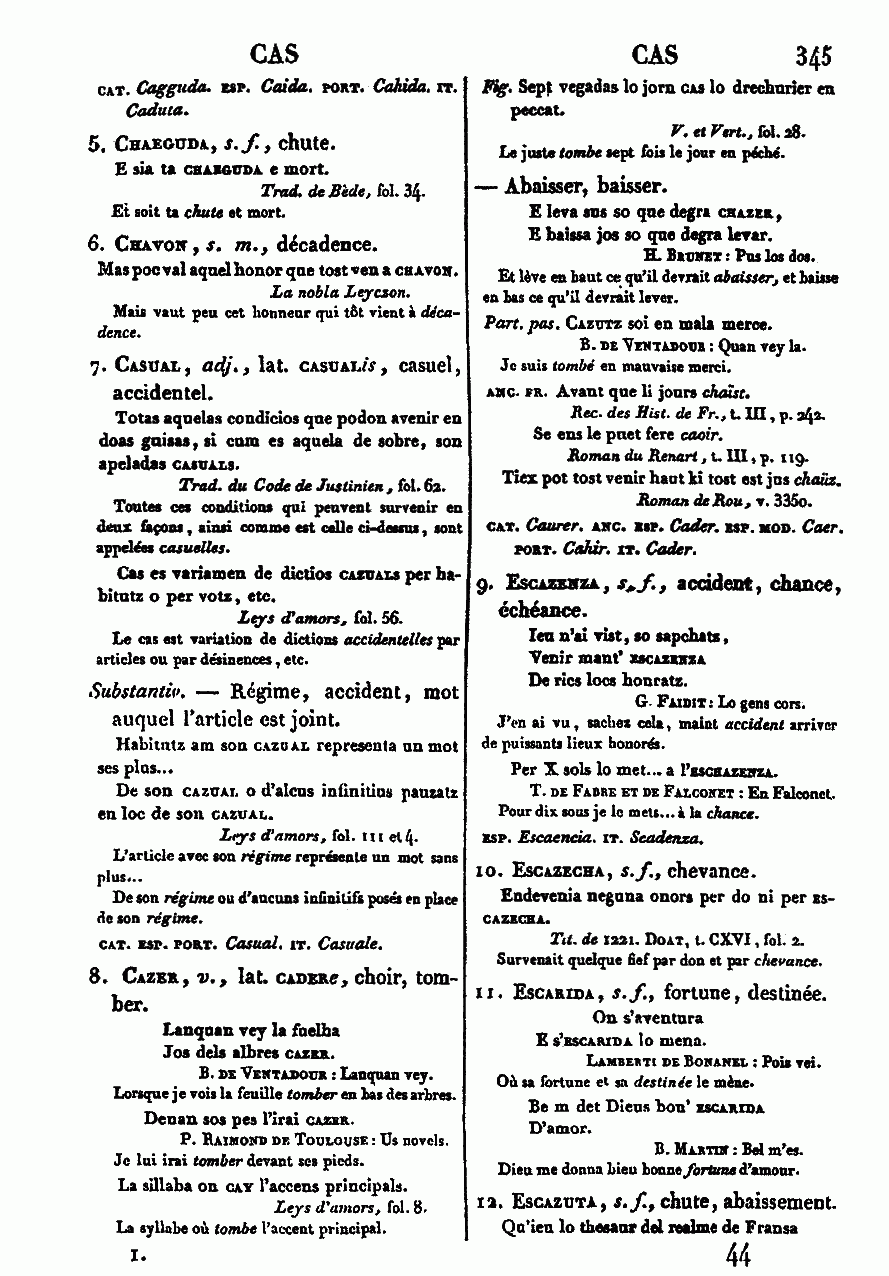 CAS
CAS 345
CAT. Cagguda. ESP. Caida. PORT. Cahida. IT.
Caduta.
5. CHAEGUDA, s. f., chute.
E sia ta CHAEGUDA e mort.
Trad. de Bède, fol. 34.
Et soit ta chute et mort.
6. CHAVON, s. m., décadence.
Mas poc val aquel honor que tost ven a CHAVON.
La nobla Leyczon.
Mais vaut peu cet honneur qui tôt vient à déca-
dence.
7. CASUAL, adj., lat. CASUALis, casuel,
accidentel.
Totas aquelas condicios que podon avenir en
doas guisas, si cum es aquela de sobre, son
apeladas CASUALS.
Trad. du Code de Justinien, fol. 62.
Toutes ces conditions qui peuvent survenir en
deux façons, ainsi comme est celle ci-dessus, sont
appelées casuelles.
Cas es variamen de dictios CAZUALS per ha-
bitutz o per votz, etc.
Leys d'amors, fol. 56.
Le cas est variation de dictions accidentelles par
articles ou par désinences, etc.
Substantiv. — Régime, accident, mot
auquel l'article est joint.
Habitutz am son CAZUAL representa un mot
ses plus...
De son CAZUAL o d'alcus infinitius pauzatz
en loc de son CAZUAL.
Leys d'amors, fol. 111 et 4.
L'article avec son régime représente un mot sans
plus...
De son régime ou d'aucuns infinitifs posés en place
de son régime.
CAT. ESP. PORT. Casual. IT. Casuale.
8. CAZER, v., lat. CADERe, choir, tom-
ber.
Lanquan vey la fuelha
Jos dels albres CAZER.
B. DE VENTADOUR : Lanquan vey.
Lorsque je vois la feuille tomber en bas des arbres.
Denan sos pes l'irai CAZER.
P. RAIMOND DE TOULOUSE : Us novels.
Je lui irai tomber devant ses pieds.
La sillaba on CAY l'accens principals.
Leys d'amors, fol. 8.
La syllabe où tombe l'accent principal.
I.
Fig. Sept vegadas lo jorn CAS lo drechurier en
peccat.
V. et Vert., fol. 28.
Le juste tombe sept fois le jour en péché.
— Abaisser, baisser.
E leva sus so que degra CHAZER,
E baissa jos so que degra levar.
H. BRUNET : Pus los dos.
Et lève en haut ce qu'il devrait abaisser, et baisse
en bas ce qu'il devrait lever.
Part. pas. CAZUTZ soi en mala merce.
B. DE VENTADOUR : Quan vey la.
Je suis tombé en mauvaise merci.
ANC. FR. Avant que li jours chaïst.
Rec. des Hist. de Fr., t. III, p. 242.
Se ens le puet fere caoir.
Roman du Renart, t. III, p. 119.
Tiex pot tost venir haut ki tost est jus chaüz.
Roman de Rou, v. 3350.
CAT. Caurer. ANC. ESP. Cader. ESP. MOD. Caer.
PORT. Cahir. IT. Cader.
9. ESCAZENZA, s. f., accident, chance,
échéance.
Ieu n'ai vist, so sapchatz,
Venir mant' ESCAZENZA
De rics locs honratz.
G. FAIDIT : Lo gens cors.
J'en ai vu, sachez cela, maint accident arriver
de puissants lieux honorés.
Per X sols lo met... a l'ESCHAZENZA.
T. DE FABRE ET DE FALCONET : En Falconet.
Pour dix sous je le mets... à la chance.
ESP. Escaencia. IT. Scadenza.
10. ESCAZECHA, s. f., chevance.
Endevenia neguna onors per do ni per ES-
CAZECHA.
Tit. de 1221. DOAT, t. CXVI, fol. 2.
Survenait quelque fief par don et par chevance.
11. ESCARIDA, s. f., fortune, destinée.
On s'aventura
E s'ESCARIDA lo mena.
LAMBERTI DE BONANEL : Pois vei.
Où sa fortune et sa destinée le mène.
Be m det Dieus bon' ESCARIDA
D'amor.
B. MARTIN : Bel m'es.
Dieu me donna bieu bonne fortune d'amour.
12. ESCAZUTA, s. f., chute, abaissement.
Qu'ieu lo thesaur del realme de Fransa
44